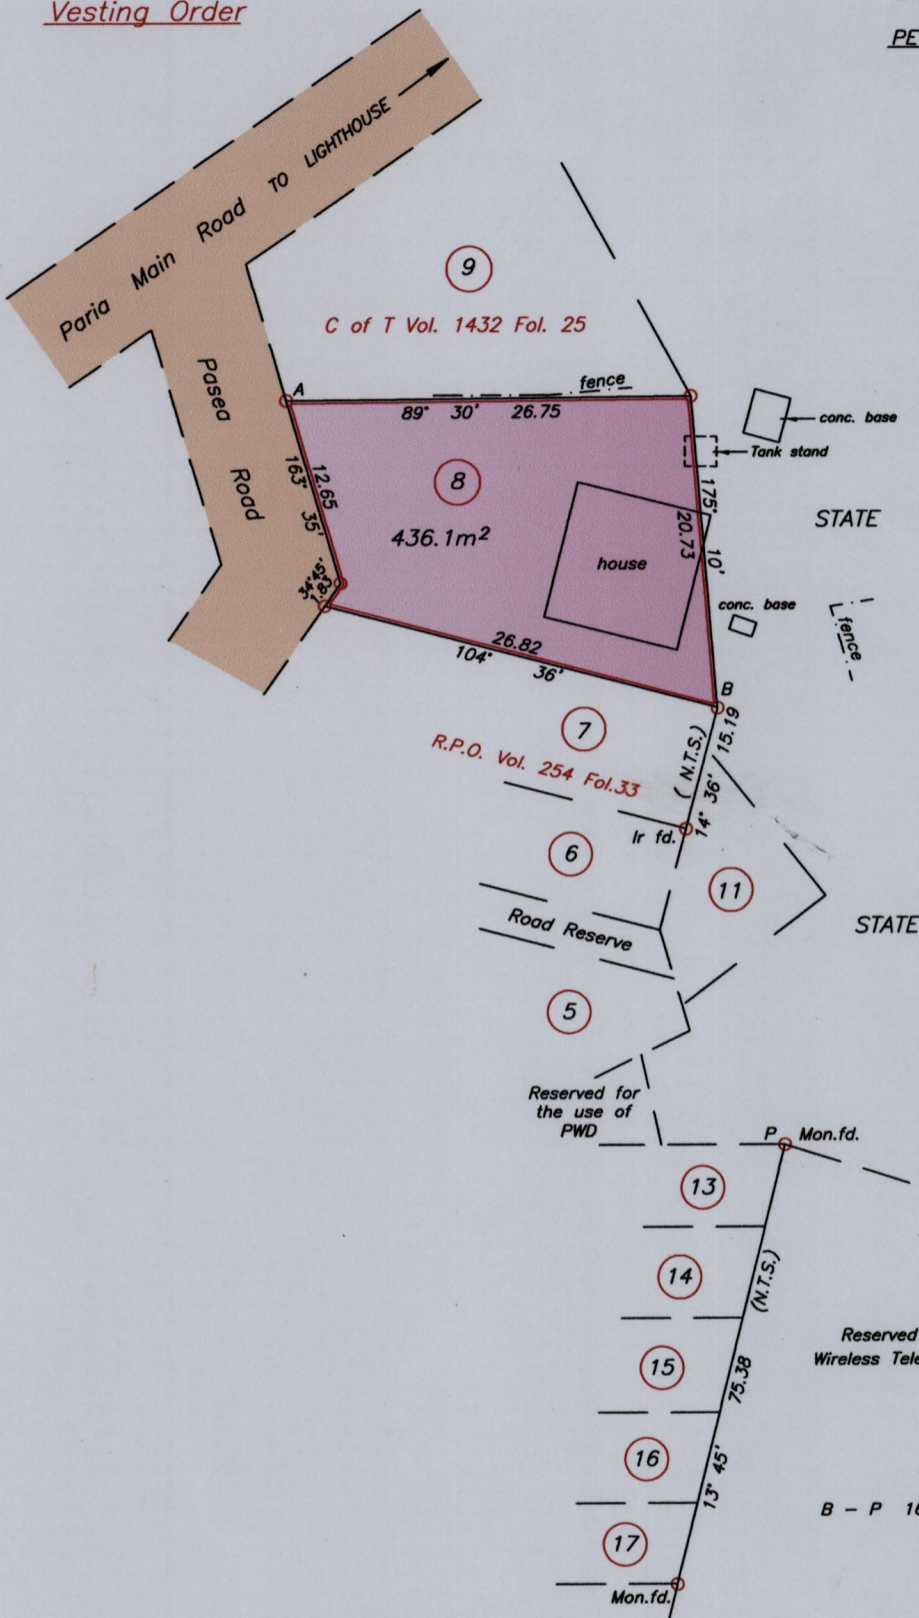 Vesting Order
PE
Paria Main Road TO LIGHTHOUSE
9
C of T Vol. 1432 Fol. 25
Pasea Road
A
fence
89° 30' 26.75
conc. base
Tank stand
8
436.1m²
163° 35'
12.65
175° 10'
20.73
STATE
house
34°45'
1.83
conc. base
fence
26.82
104° 36'
B
7
R.P.O. Vol. 254 Fol.33
(N.T.S.) 15.19
14° 36'
Ir fd.
6
11
Road Reserve
STATE
5
Reserved for
the use of
PWD
P Mon.fd.
13
14
(N.T.S.)
15
75.38
Reserved
Wireless Tele
16
13° 45'
B – P 16
17
Mon.fd.